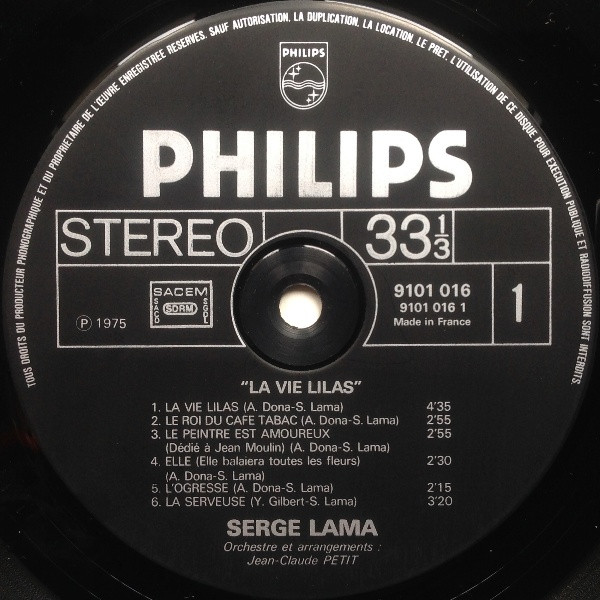 TOUS DROITS DU PRODUCTEUR PHONOGRAPHIQUE ET DU PROPRIETAIRE DE L'ŒUVRE ENREGISTREE RESERVES. SAUF AUTORISATION, LA DUPLICATION, LA LOCATION, LE PRET, L'UTILISATION DE CE DISQUE POUR EXECUTION PUBLIQUE ET RADIODIFFUSION SONT INTERDITS.
PHILIPS
PHILIPS
STEREO 33 1/3
SACEM
SACD SDRM SGDL
℗ 1975
9101 016
9101 016 1
Made in France
1
"LA VIE LILAS"
1. LA VIE LILAS (A. Dona-S. Lama) 4'35
2. LE ROI DU CAFE TABAC (A. Dona-S. Lama) 2'55
3. LE PEINTRE EST AMOUREUX 2'55
(Dédié à Jean Moulin) (A. Dona-S. Lama)
4. ELLE (Elle balaiera toutes les fleurs) 2'30
(A. Dona-S. Lama)
5. L'OGRESSE (A. Dona-S. Lama) 2'15
6. LA SERVEUSE (Y. Gilbert-S. Lama) 3'20
SERGE LAMA
Orchestre et arrangements :
Jean-Claude PETIT